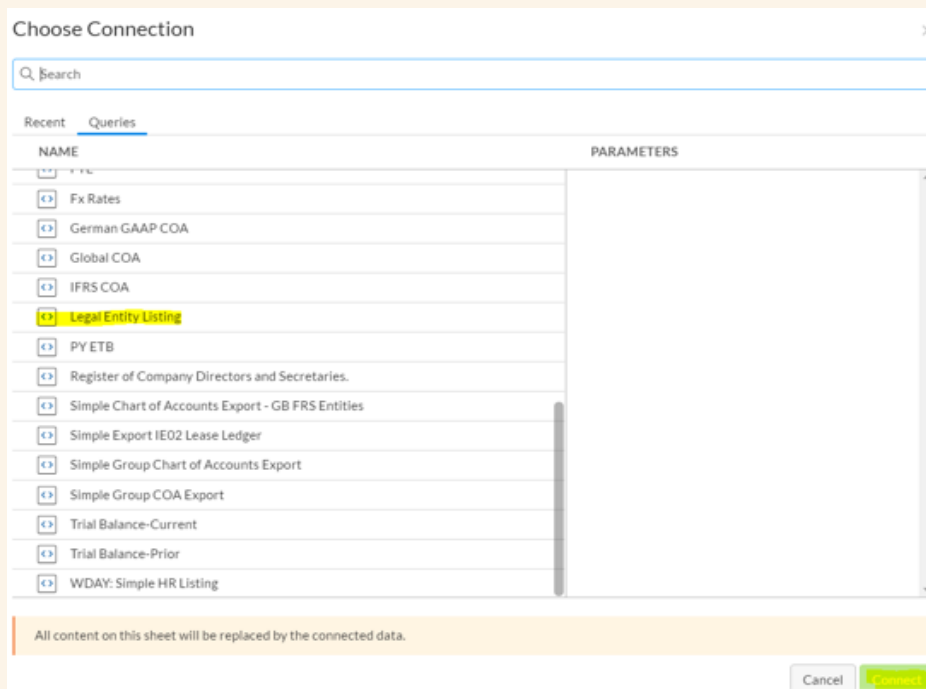 Choose Connection
Search
Recent Queries
NAME PARAMETERS
Fx Rates
German GAAP COA
Global COA
IFRS COA
Legal Entity Listing
PY ETB
Register of Company Directors and Secretaries.
Simple Chart of Accounts Export - GB FRS Entities
Simple Export IE02 Lease Ledger
Simple Group Chart of Accounts Export
Simple Group COA Export
Trial Balance-Current
Trial Balance-Prior
WDAY: Simple HR Listing
All content on this sheet will be replaced by the connected data.
Cancel Connect